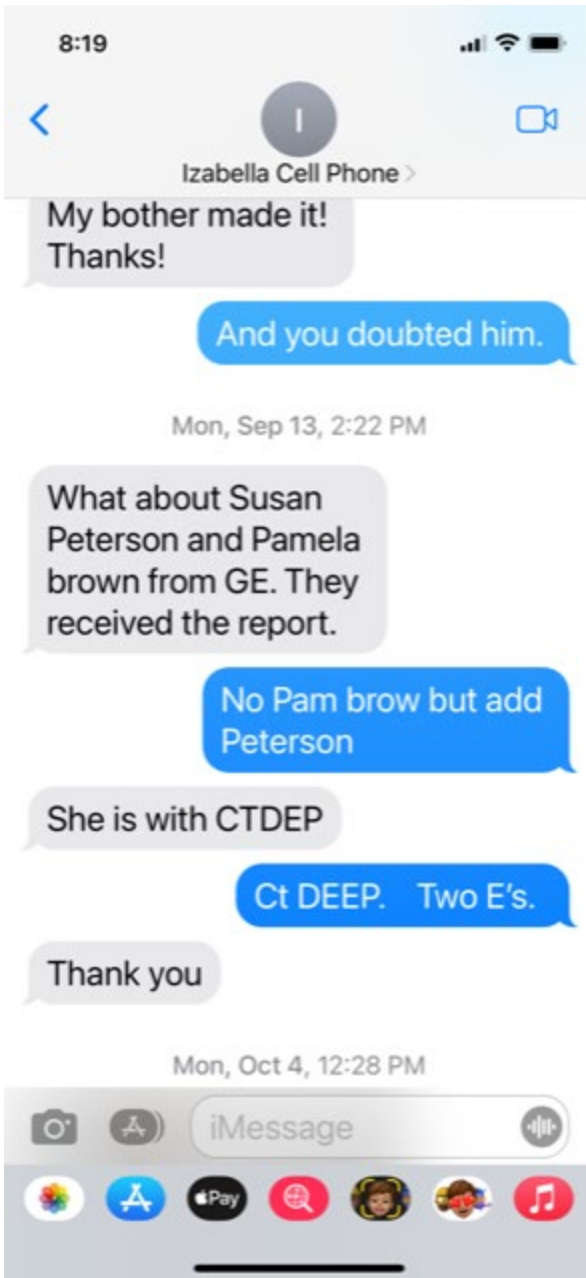 8:19
I
Izabella Cell Phone
My bother made it!
Thanks!
And you doubted him.
Mon, Sep 13, 2:22 PM
What about Susan
Peterson and Pamela
brown from GE. They
received the report.
No Pam brow but add
Peterson
She is with CTDEP
Ct DEEP. Two E's.
Thank you
Mon, Oct 4, 12:28 PM
iMessage
Pay